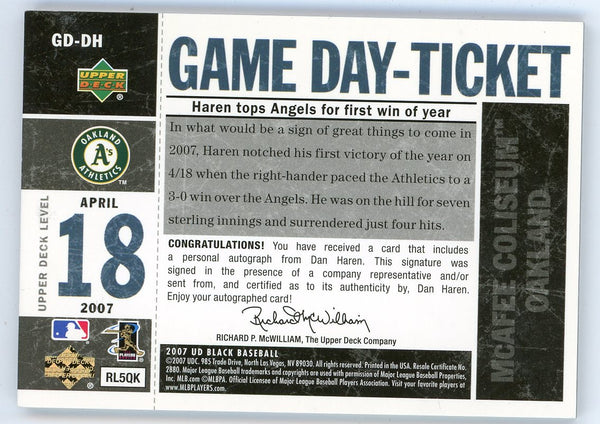 GD-DH
UPPER
DECK
OAKLAND
A's
ATHLETICS
TM
UPPER DECK LEVEL
APRIL
18
2007
PLAYERS
RL5QK
GAME DAY-TICKET
Haren tops Angels for first win of year
In what would be a sign of great things to come in
2007, Haren notched his first victory of the year on
4/18 when the right-hander paced the Athletics to a
3-0 win over the Angels. He was on the hill for seven
sterling innings and surrendered just four hits.
CONGRATULATIONS! You have received a card that includes
a personal autograph from Dan Haren. This signature was
signed in the presence of a company representative and/or
sent from, and certified as to its authenticity by, Dan Haren.
Enjoy your autographed card!
Richard McWilliam
RICHARD P. McWILLIAM, The Upper Deck Company
2007 UD BLACK BASEBALL
©2007 UDC. 985 Trade Drive, North Las Vegas, NV 89030. All rights reserved. Printed in the USA. Resale Certificate No.
2880. Major League Baseball trademarks and copyrights are used with permission of Major League Baseball Properties,
Inc. MLB.com ©MLBPA. Official Licensee of Major League Baseball Players Association. Visit your favorite players at
www.MLBPLAYERS.com.
MCAFEE COLISEUM™
OAKLAND